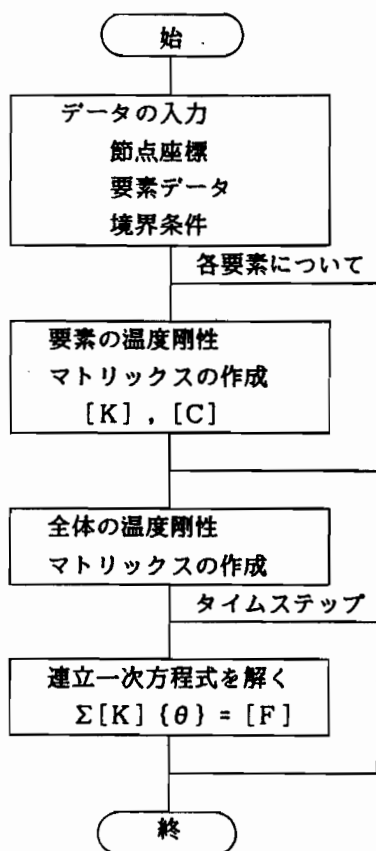 始
データの入力
節点座標
要素データ
境界条件
各要素について
要素の温度剛性
マトリックスの作成
[K] , [C]
全体の温度剛性
マトリックスの作成
タイムステップ
連立一次方程式を解く
Σ[K] {θ} = [F]
終